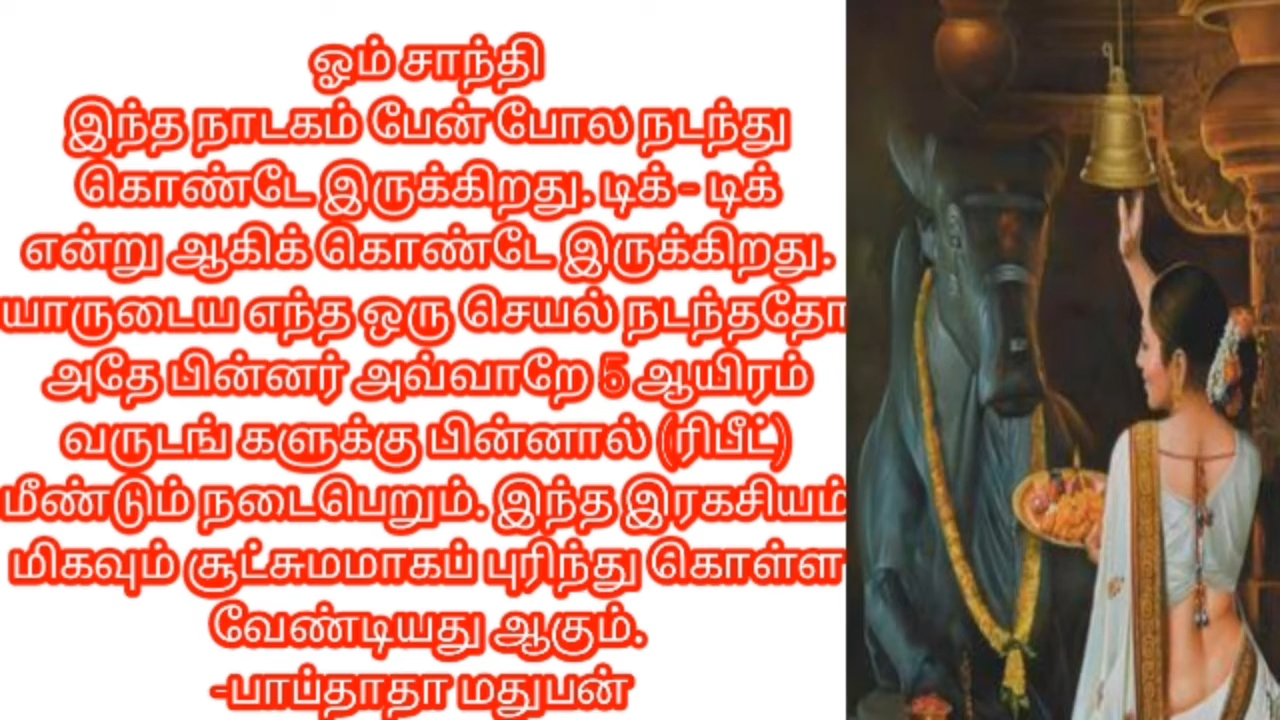 ஓம் சாந்தி
இந்த நாடகம் பேன் போல நடந்து
கொண்டே இருக்கிறது. டிக் - டிக்
என்று ஆகிக் கொண்டே இருக்கிறது.
யாருடைய எந்த ஒரு செயல் நடந்ததோ
அதே பின்னர் அவ்வாறே 5 ஆயிரம்
வருடங் களுக்கு பின்னால் (ரிபீட்)
மீண்டும் நடைபெறும். இந்த இரகசியம்
மிகவும் சூட்சுமமாகப் புரிந்து கொள்ள
வேண்டியது ஆகும்.
-பாப்தாதா மதுபன்